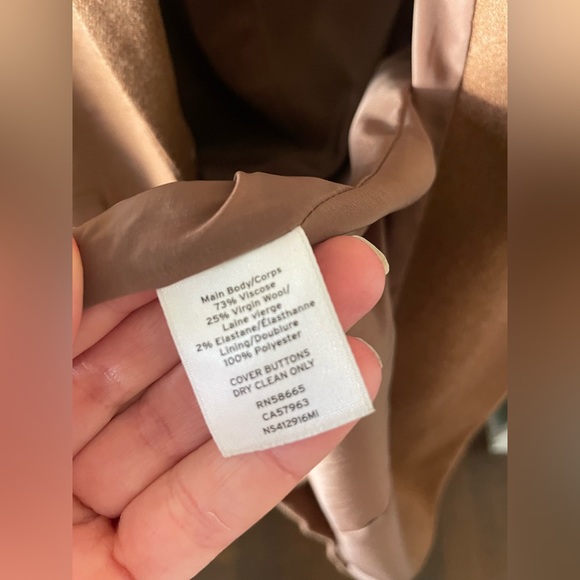 Main Body/Corps
73% Viscose
25% Virgin Wool/
Laine vierge
2% Elastane/Élasthanne
Lining/Doublure
100% Polyester
COVER BUTTONS
DRY CLEAN ONLY
RN58665
CA57963
NS412916MI